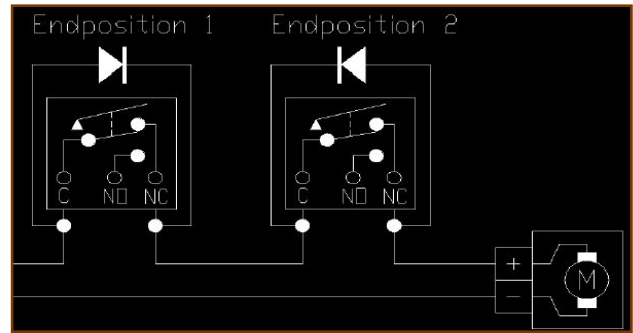 Endposition 1 Endposition 2
C NO NC C NO NC
+
M
−